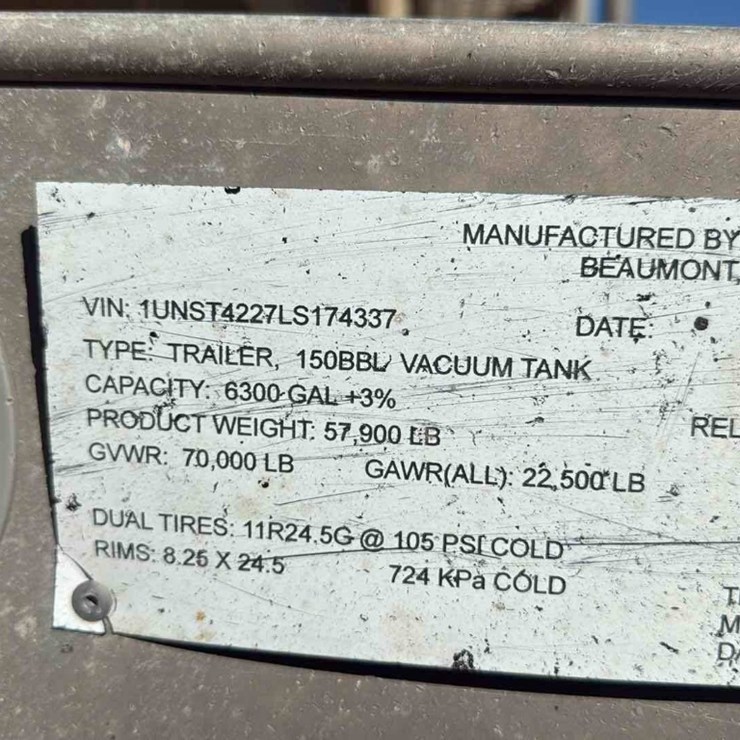 MANUFACTURED BY
BEAUMONT,
VIN: 1UNST4227LS174337
DATE:
TYPE: TRAILER, 150BBL VACUUM TANK
CAPACITY: 6300 GAL +3%
PRODUCT WEIGHT: 57,900 LB
REL
GVWR: 70,000 LB GAWR(ALL): 22,500 LB
DUAL TIRES: 11R24.5G @ 105 PSI COLD
RIMS: 8.25 X 24.5 724 KPa COLD